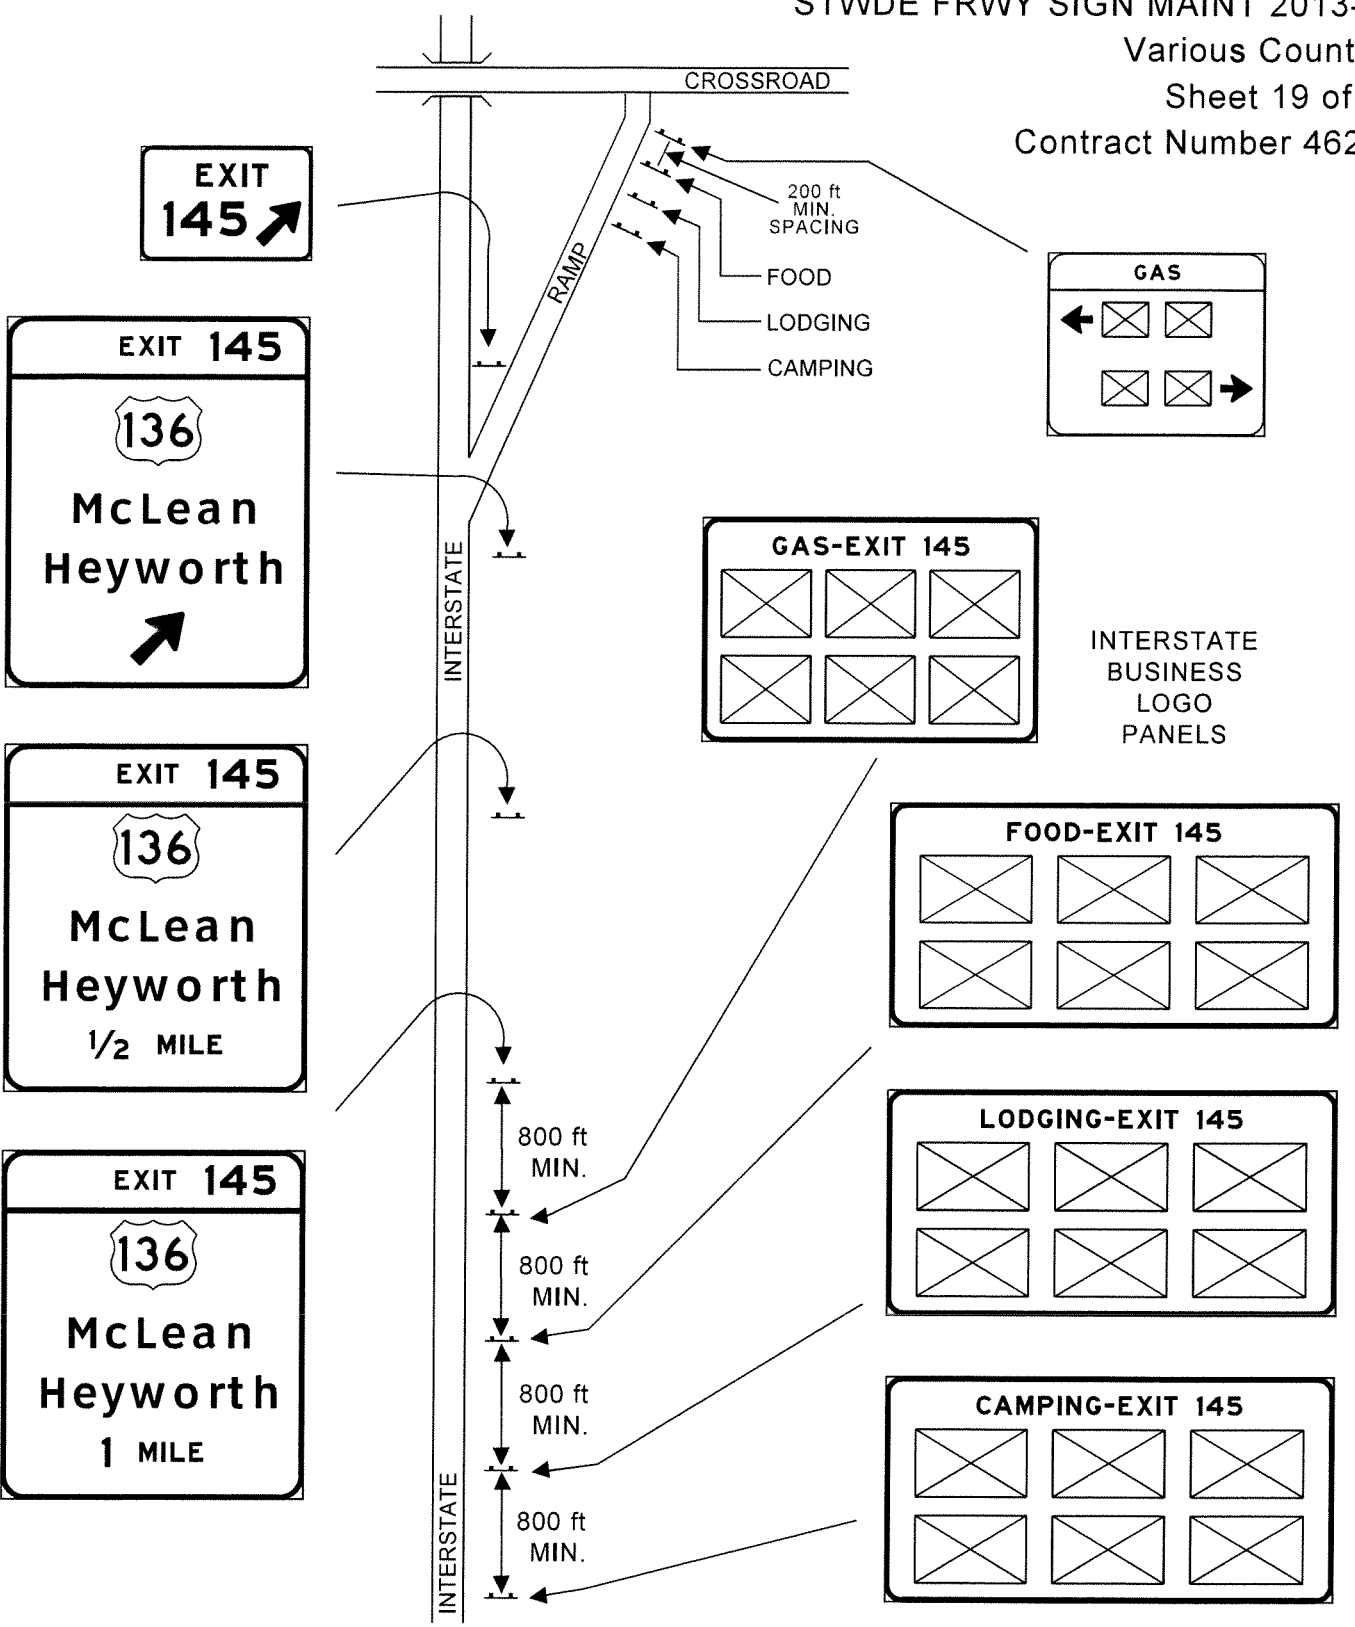 STWDE FRWY SIGN MAINT 2013-
Various Count
Sheet 19 of
Contract Number 462
CROSSROAD
EXIT
145
200 ft
MIN.
SPACING
RAMP
FOOD
LODGING
CAMPING
GAS
EXIT 145
136
McLean
Heyworth
INTERSTATE
GAS-EXIT 145
INTERSTATE
BUSINESS
LOGO
PANELS
EXIT 145
136
McLean
Heyworth
1/2 MILE
FOOD-EXIT 145
800 ft
MIN.
LODGING-EXIT 145
EXIT 145
136
McLean
Heyworth
1 MILE
800 ft
MIN.
800 ft
MIN.
CAMPING-EXIT 145
INTERSTATE
800 ft
MIN.